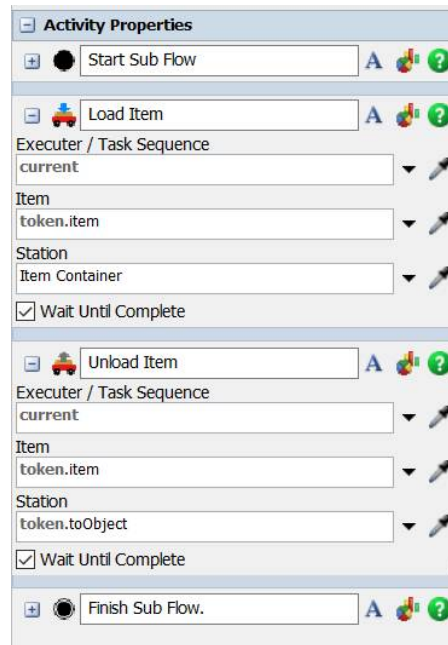 Activity Properties
Start Sub Flow
A
?
Load Item
A
?
Executer / Task Sequence
current
Item
token.item
Station
Item Container
Wait Until Complete
Unload Item
A
?
Executer / Task Sequence
current
Item
token.item
Station
token.toObject
Wait Until Complete
Finish Sub Flow.
A
?